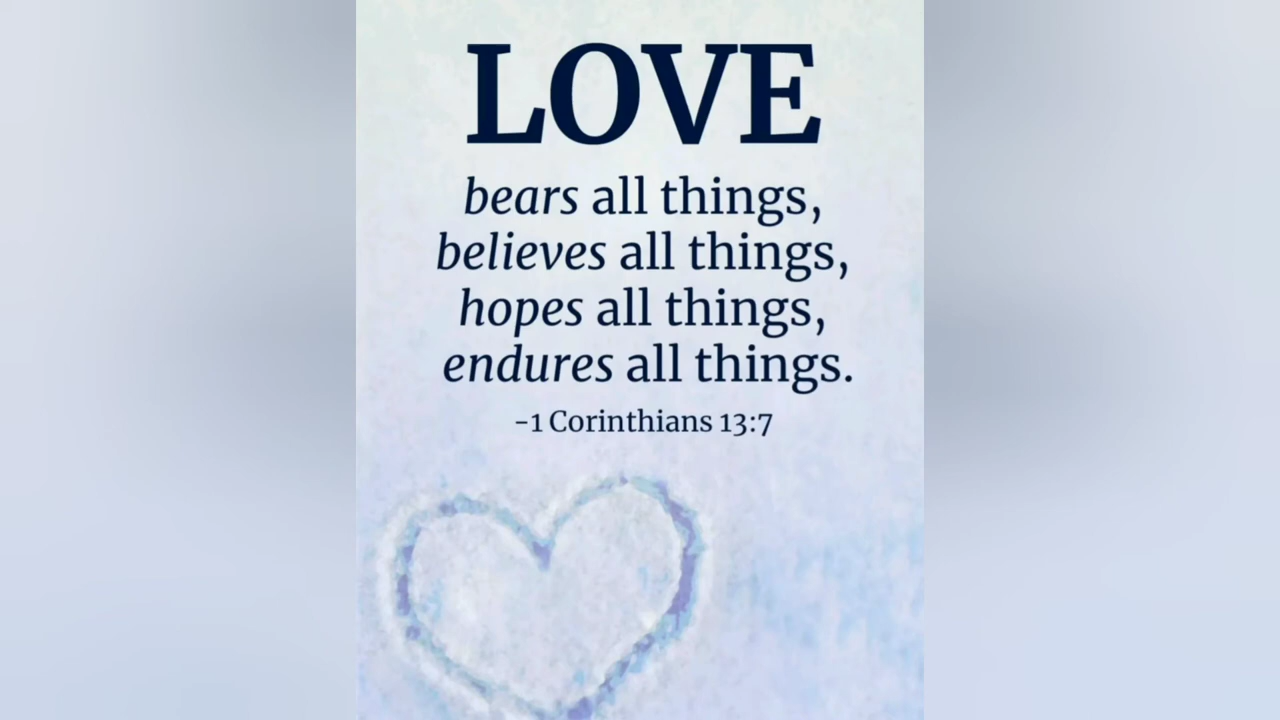 LOVE
bears all things,
believes all things,
hopes all things,
endures all things.
-1 Corinthians 13:7